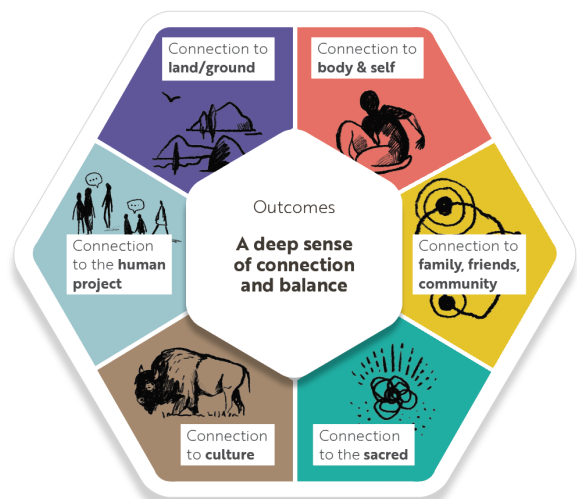 Connection to
land/ground
Connection to
body & self
Connection
to the human
project
Outcomes
A deep sense
of connection
and balance
Connection to
family, friends,
community
Connection
to culture
Connection
to the sacred